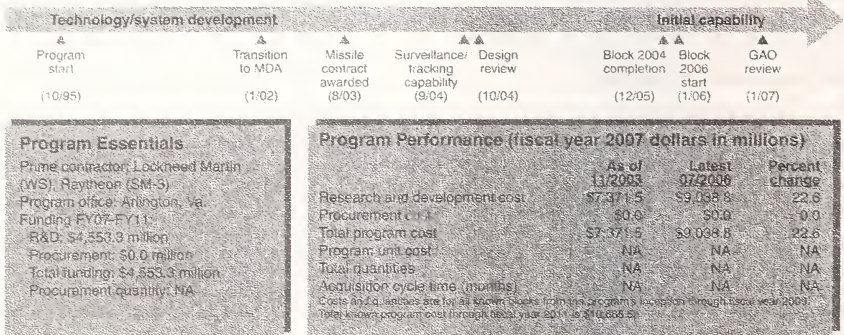 Technology/system development Initial capability
Program start (10/95)
Transition to MDA (1/02)
Missile contract awarded (8/03)
Surveillance/ tracking capability (9/04)
Design review (10/04)
Block 2004 completion (12/05)
Block 2006 start (1/06)
GAO review (1/07)
Program Essentials
Prime contractor: Lockheed Martin
(WS), Raytheon (SM-3)
Program office: Arlington, Va.
Funding FY07-FY11:
R&D: $4,553.3 million
Procurement: $0.0 million
Total funding: $4,553.3 million
Procurement quantity: NA
Program Performance (fiscal year 2007 dollars in millions)
As of 11/2003 Latest 07/2006 Percent change
Research and development cost $7,371.5 $9,038.8 22.6
Procurement cost $0.0 $0.0 0.0
Total program cost $7,371.5 $9,038.8 22.6
Program unit cost NA NA NA
Total quantities NA NA NA
Acquisition cycle time (months) NA NA NA
Costs and quantities are for all known blocks from the program's inception through fiscal year 2009.
Total known program cost through fiscal year 2011 is